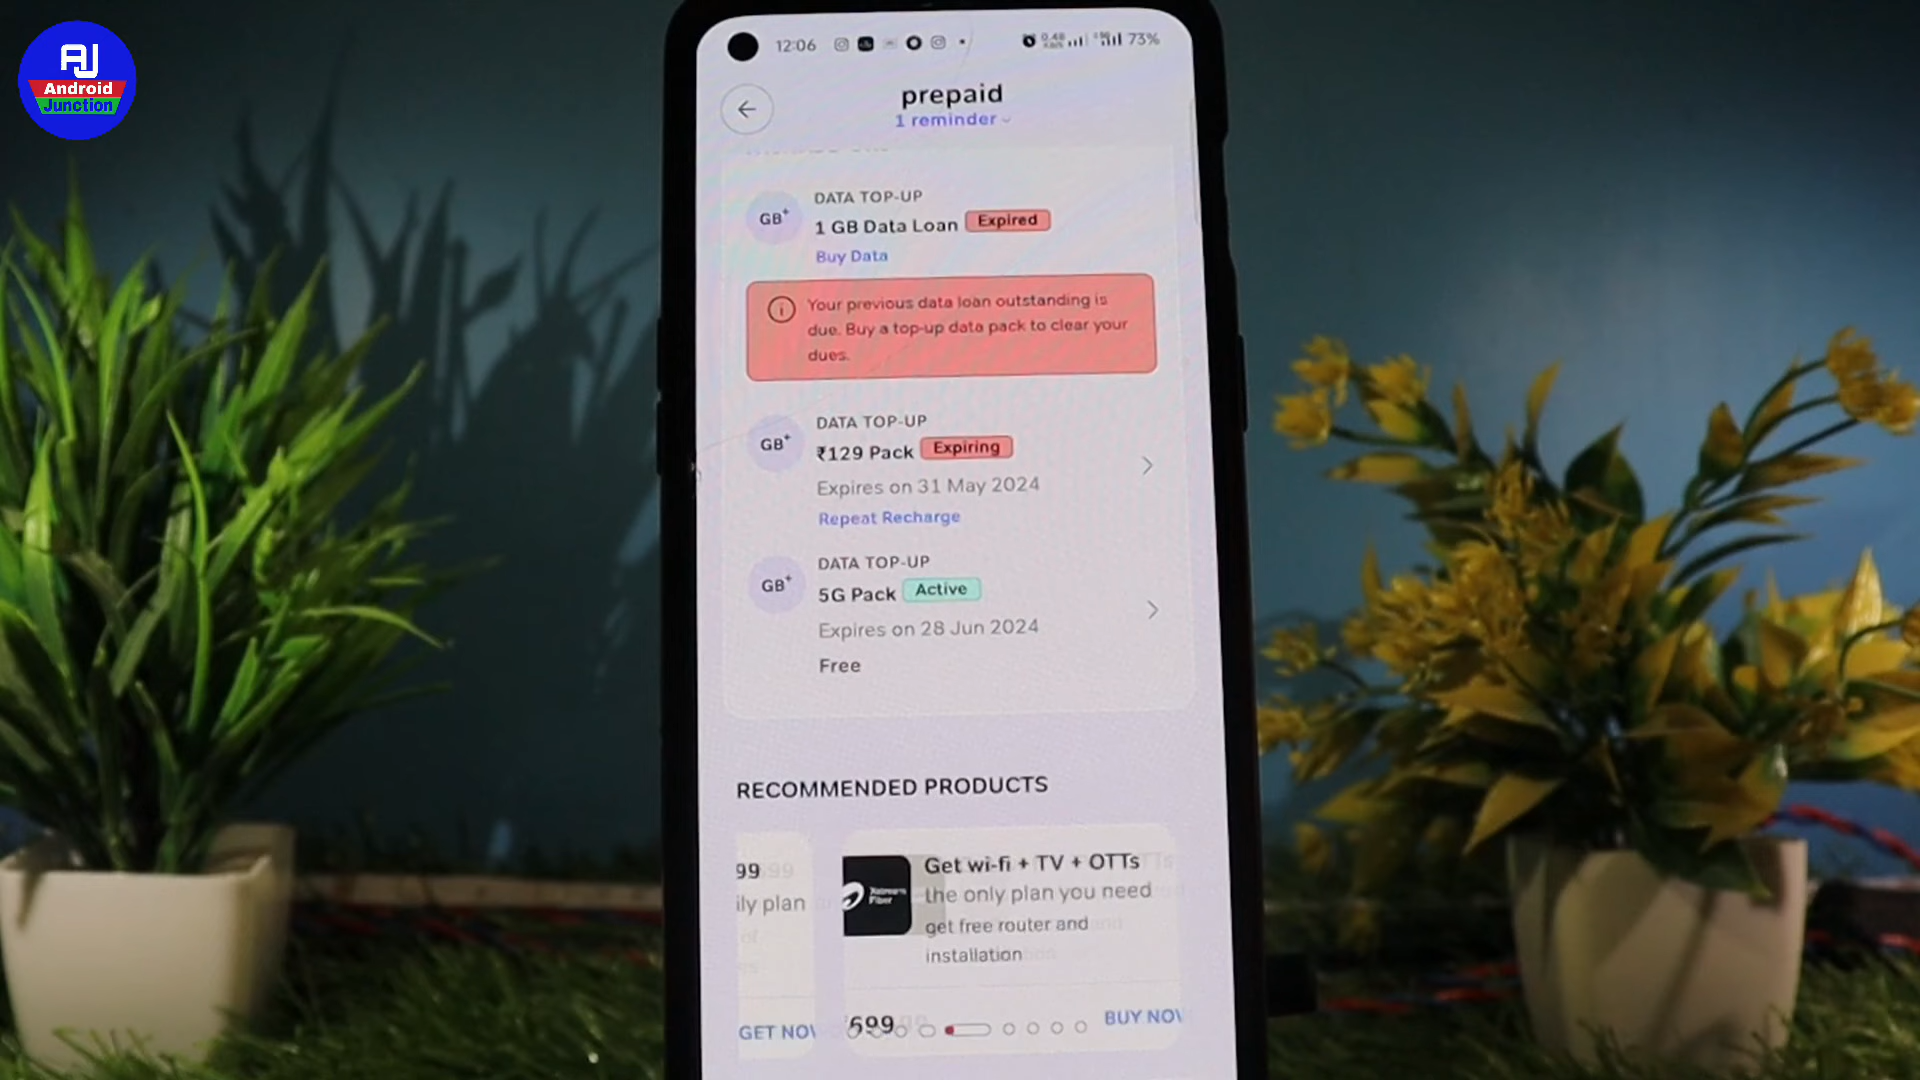 AJ
Android
Junction
12:06
73%
prepaid
1 reminder
DATA TOP-UP
GB+
1 GB Data Loan
Expired
Buy Data
Your previous data loan outstanding is
due. Buy a top-up data pack to clear your
dues.
DATA TOP-UP
GB+
₹129 Pack
Expiring
Expires on 31 May 2024
Repeat Recharge
DATA TOP-UP
GB+
5G Pack
Active
Expires on 28 Jun 2024
Free
RECOMMENDED PRODUCTS
99
ily plan
GET NOW
Xstream
Fiber
Get wi-fi + TV + OTTs
the only plan you need
get free router and
installation
699
BUY NOW